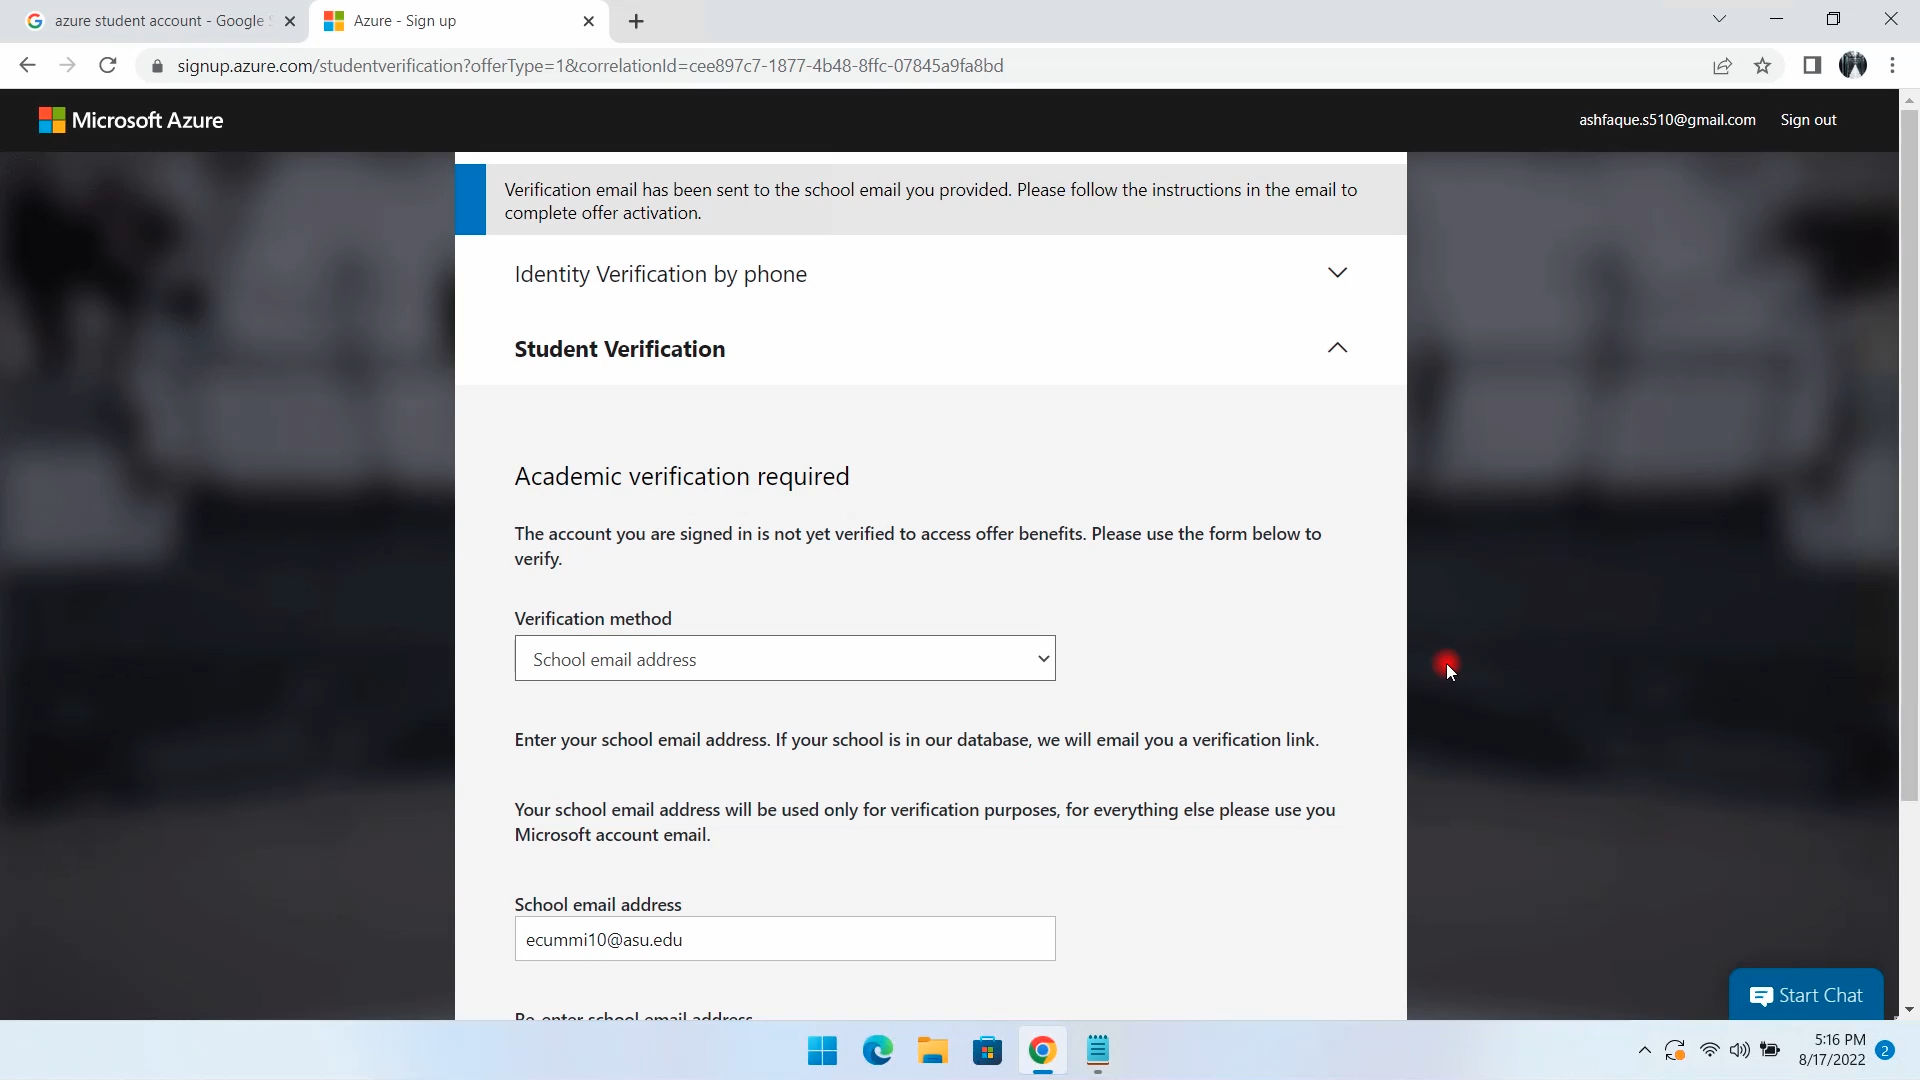 azure student account - Google
Azure - Sign up
signup.azure.com/studentverification?offerType=1&correlationId=cee897c7-1877-4b48-8ffc-07845a9fa8bd
Microsoft Azure
ashfaque.s510@gmail.com
Sign out
Verification email has been sent to the school email you provided. Please follow the instructions in the email to
complete offer activation.
Identity Verification by phone
Student Verification
Academic verification required
The account you are signed in is not yet verified to access offer benefits. Please use the form below to
verify.
Verification method
School email address
Enter your school email address. If your school is in our database, we will email you a verification link.
Your school email address will be used only for verification purposes, for everything else please use you
Microsoft account email.
School email address
ecummi10@asu.edu
Re-enter school email address
Start Chat
5:16 PM
8/17/2022
2